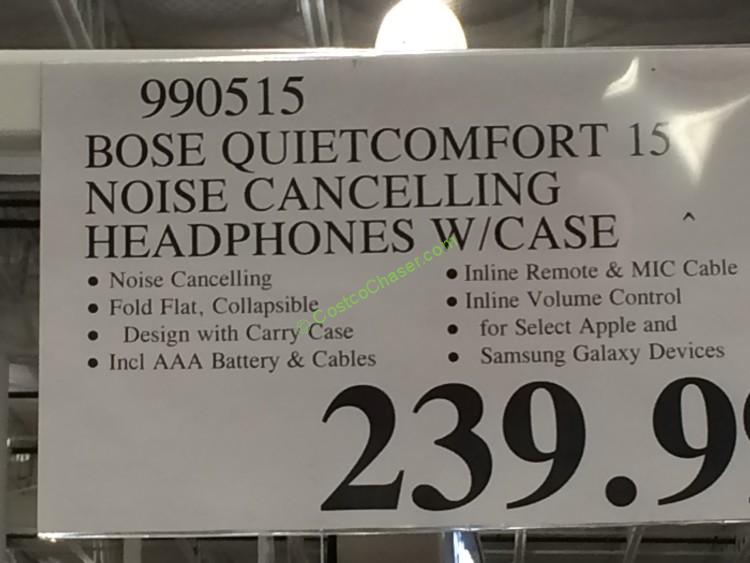 990515
BOSE QUIETCOMFORT 15
NOISE CANCELLING
HEADPHONES W/CASE
• Noise Cancelling
• Fold Flat, Collapsible
• Design with Carry Case
• Incl AAA Battery & Cables
• Inline Remote & MIC Cable
• Inline Volume Control
• for Select Apple and
• Samsung Galaxy Devices
239.9
© CostcoChaser.com